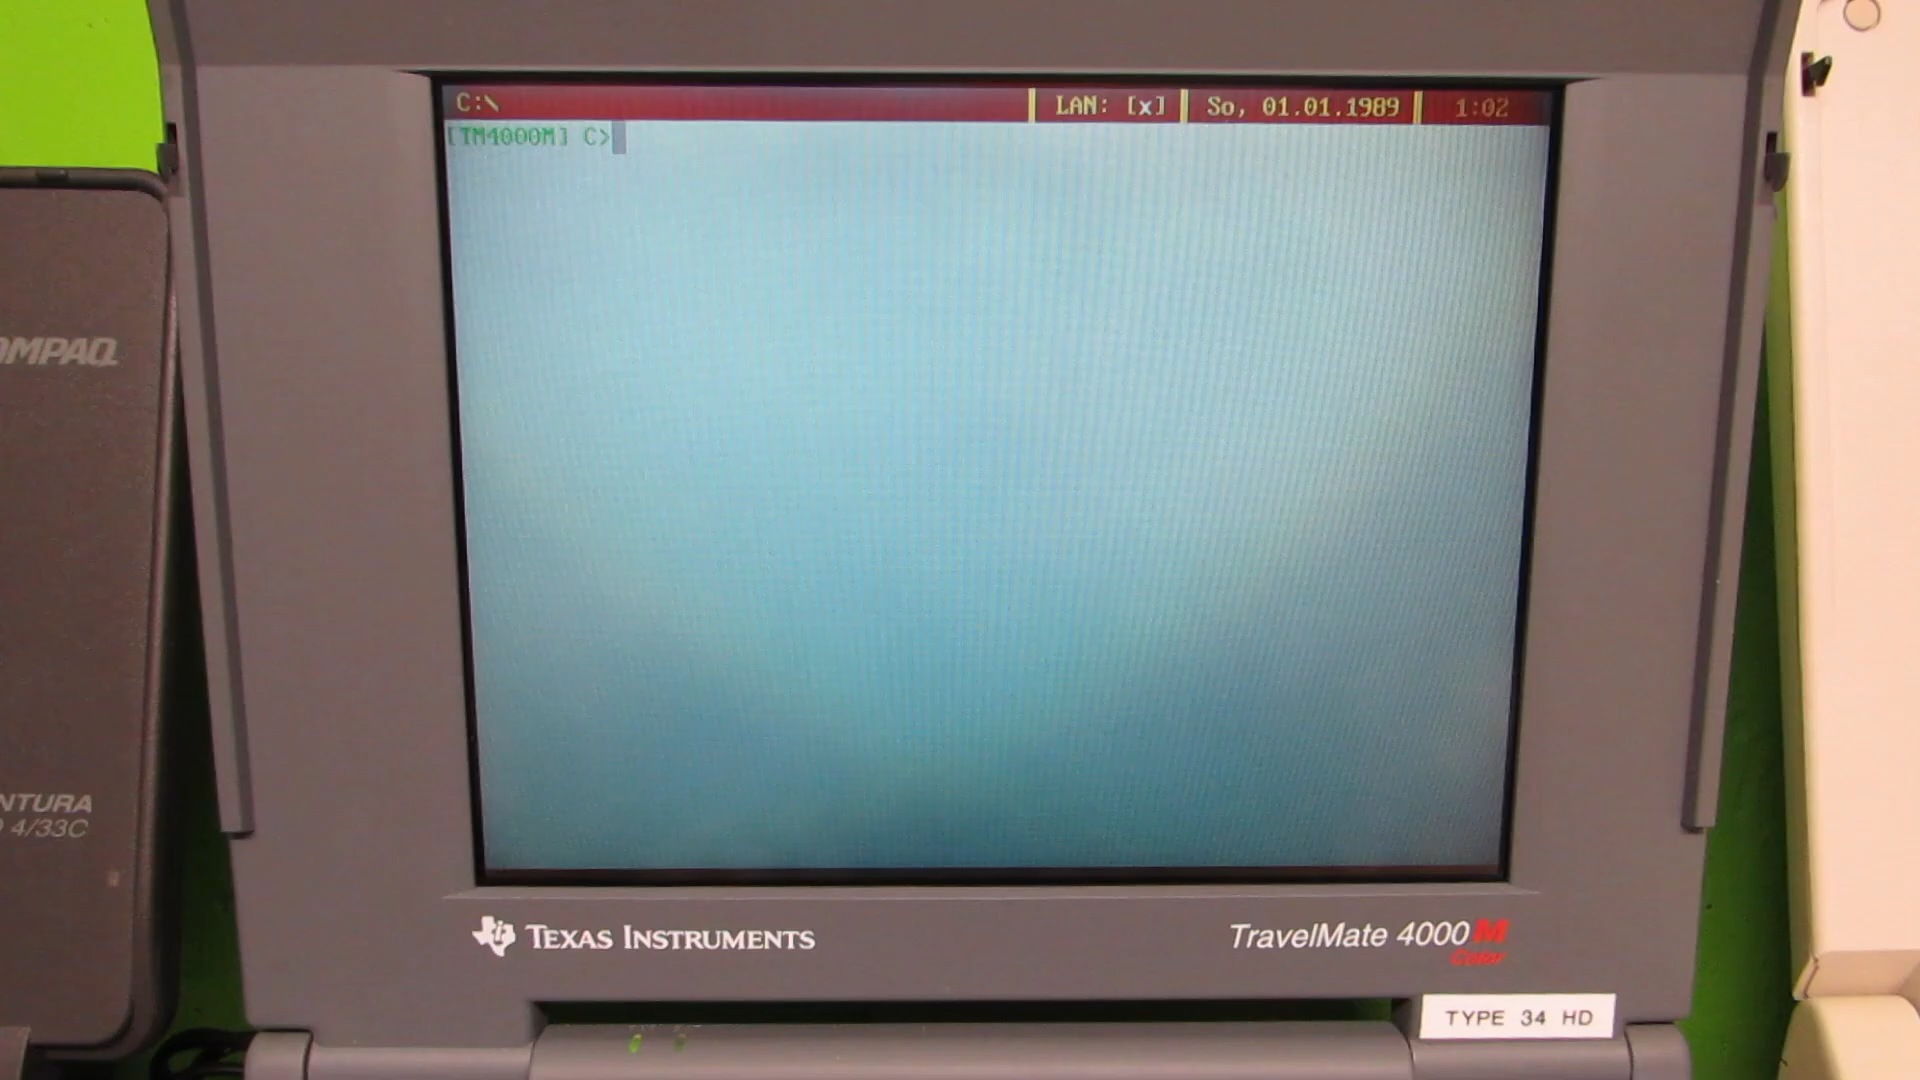 C:\ LAN: [x] So, 01.01.1989 1:02
[TM4000M] C>
OMPAQ
NTURA
4/33C
TEXAS INSTRUMENTS
TravelMate 4000M
Color
TYPE 34 HD